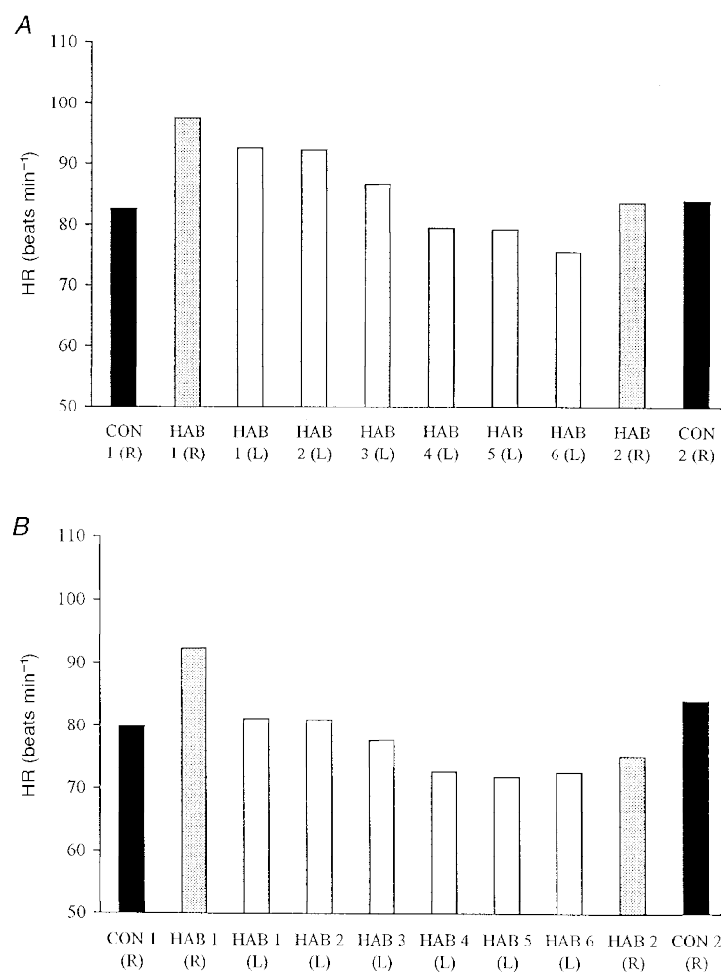 A
110
100
90
80
70
60
50
HR (beats min⁻¹)
CON HAB HAB HAB HAB HAB HAB HAB HAB CON
1 (R) 1 (R) 1 (L) 2 (L) 3 (L) 4 (L) 5 (L) 6 (L) 2 (R) 2 (R)
B
110
100
90
80
70
60
50
HR (beats min⁻¹)
CON 1 HAB 1 HAB 1 HAB 2 HAB 3 HAB 4 HAB 5 HAB 6 HAB 2 CON 2
(R) (R) (L) (L) (L) (L) (L) (L) (R) (R)